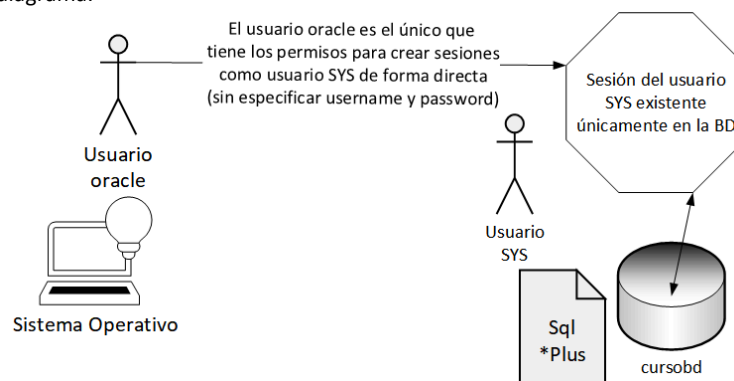 diagrama.
El usuario oracle es el único que
tiene los permisos para crear sesiones
como usuario SYS de forma directa
(sin especificar username y password)
Sesión del usuario
SYS existente
únicamente en la BD
Usuario
oracle
Usuario
SYS
Sistema Operativo
Sql
*Plus
cursobd